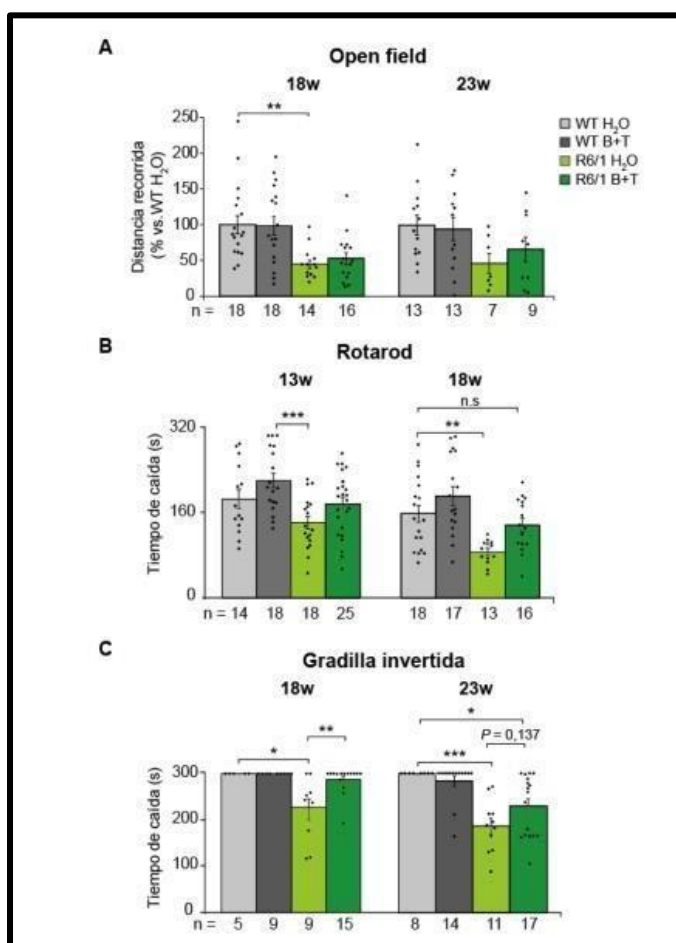 A
Open field
18w
23w
**
WT H₂O
WT B+T
R6/1 H₂O
R6/1 B+T
Distancia recorrida
(% vs. WT H₂O)
250
200
150
100
50
0
n = 18 18 14 16 13 13 7 9
B
Rotarod
13w
18w
n.s
***
**
Tiempo de caída (s)
320
160
0
n = 14 18 18 25 18 17 13 16
C
Gradilla invertida
18w
23w
*
**
P = 0,137
*
***
Tiempo de caída (s)
300
200
100
0
n = 5 9 9 15 8 14 11 17